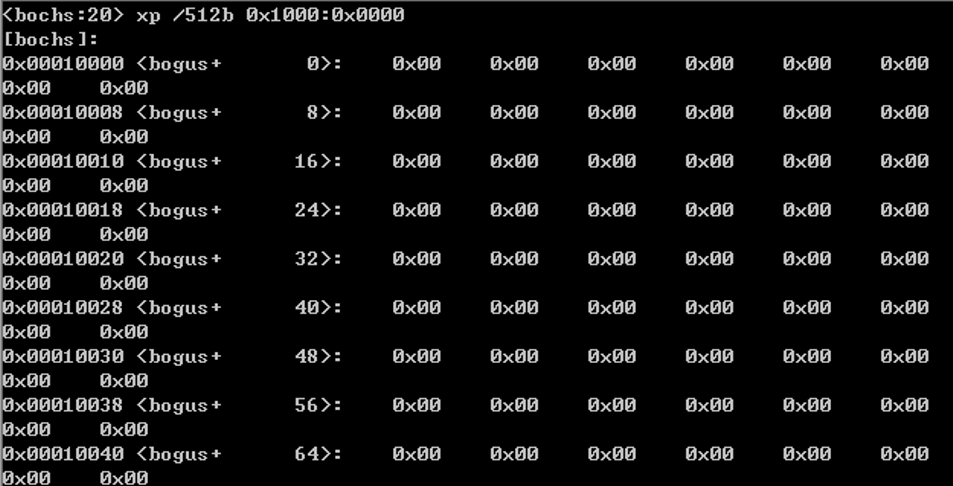 <bochs:20> xp /512b 0x1000:0x0000
[bochs]:
0x00010000 <bogus+       0>:    0x00    0x00    0x00    0x00    0x00    0x00
0x00    0x00
0x00010008 <bogus+       8>:    0x00    0x00    0x00    0x00    0x00    0x00
0x00    0x00
0x00010010 <bogus+      16>:    0x00    0x00    0x00    0x00    0x00    0x00
0x00    0x00
0x00010018 <bogus+      24>:    0x00    0x00    0x00    0x00    0x00    0x00
0x00    0x00
0x00010020 <bogus+      32>:    0x00    0x00    0x00    0x00    0x00    0x00
0x00    0x00
0x00010028 <bogus+      40>:    0x00    0x00    0x00    0x00    0x00    0x00
0x00    0x00
0x00010030 <bogus+      48>:    0x00    0x00    0x00    0x00    0x00    0x00
0x00    0x00
0x00010038 <bogus+      56>:    0x00    0x00    0x00    0x00    0x00    0x00
0x00    0x00
0x00010040 <bogus+      64>:    0x00    0x00    0x00    0x00    0x00    0x00
0x00    0x00